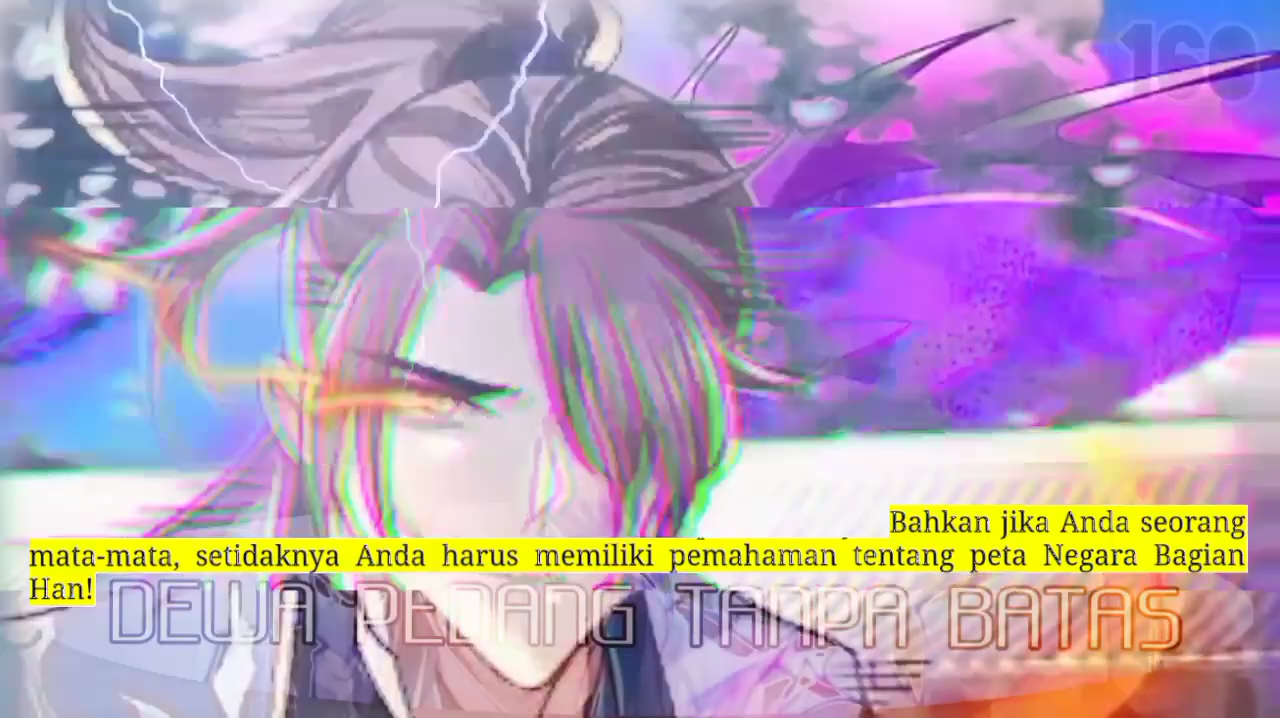 160
Bahkan jika Anda seorang
mata-mata, setidaknya Anda harus memiliki pemahaman tentang peta Negara Bagian
Han!
DEWA PEDANG TANPA BATAS